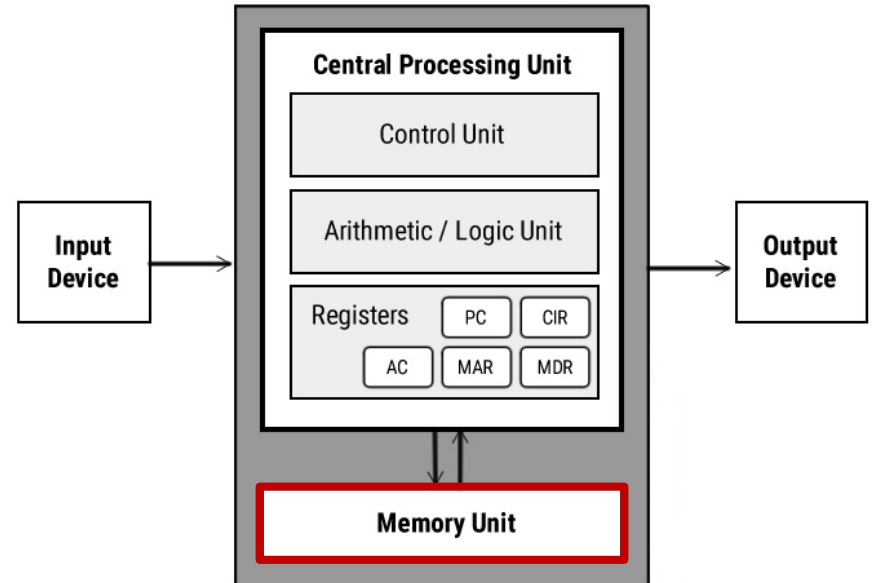 Central Processing Unit
Control Unit
Arithmetic / Logic Unit
Input
Device
Output
Device
Registers
PC
CIR
AC
MAR
MDR
Memory Unit